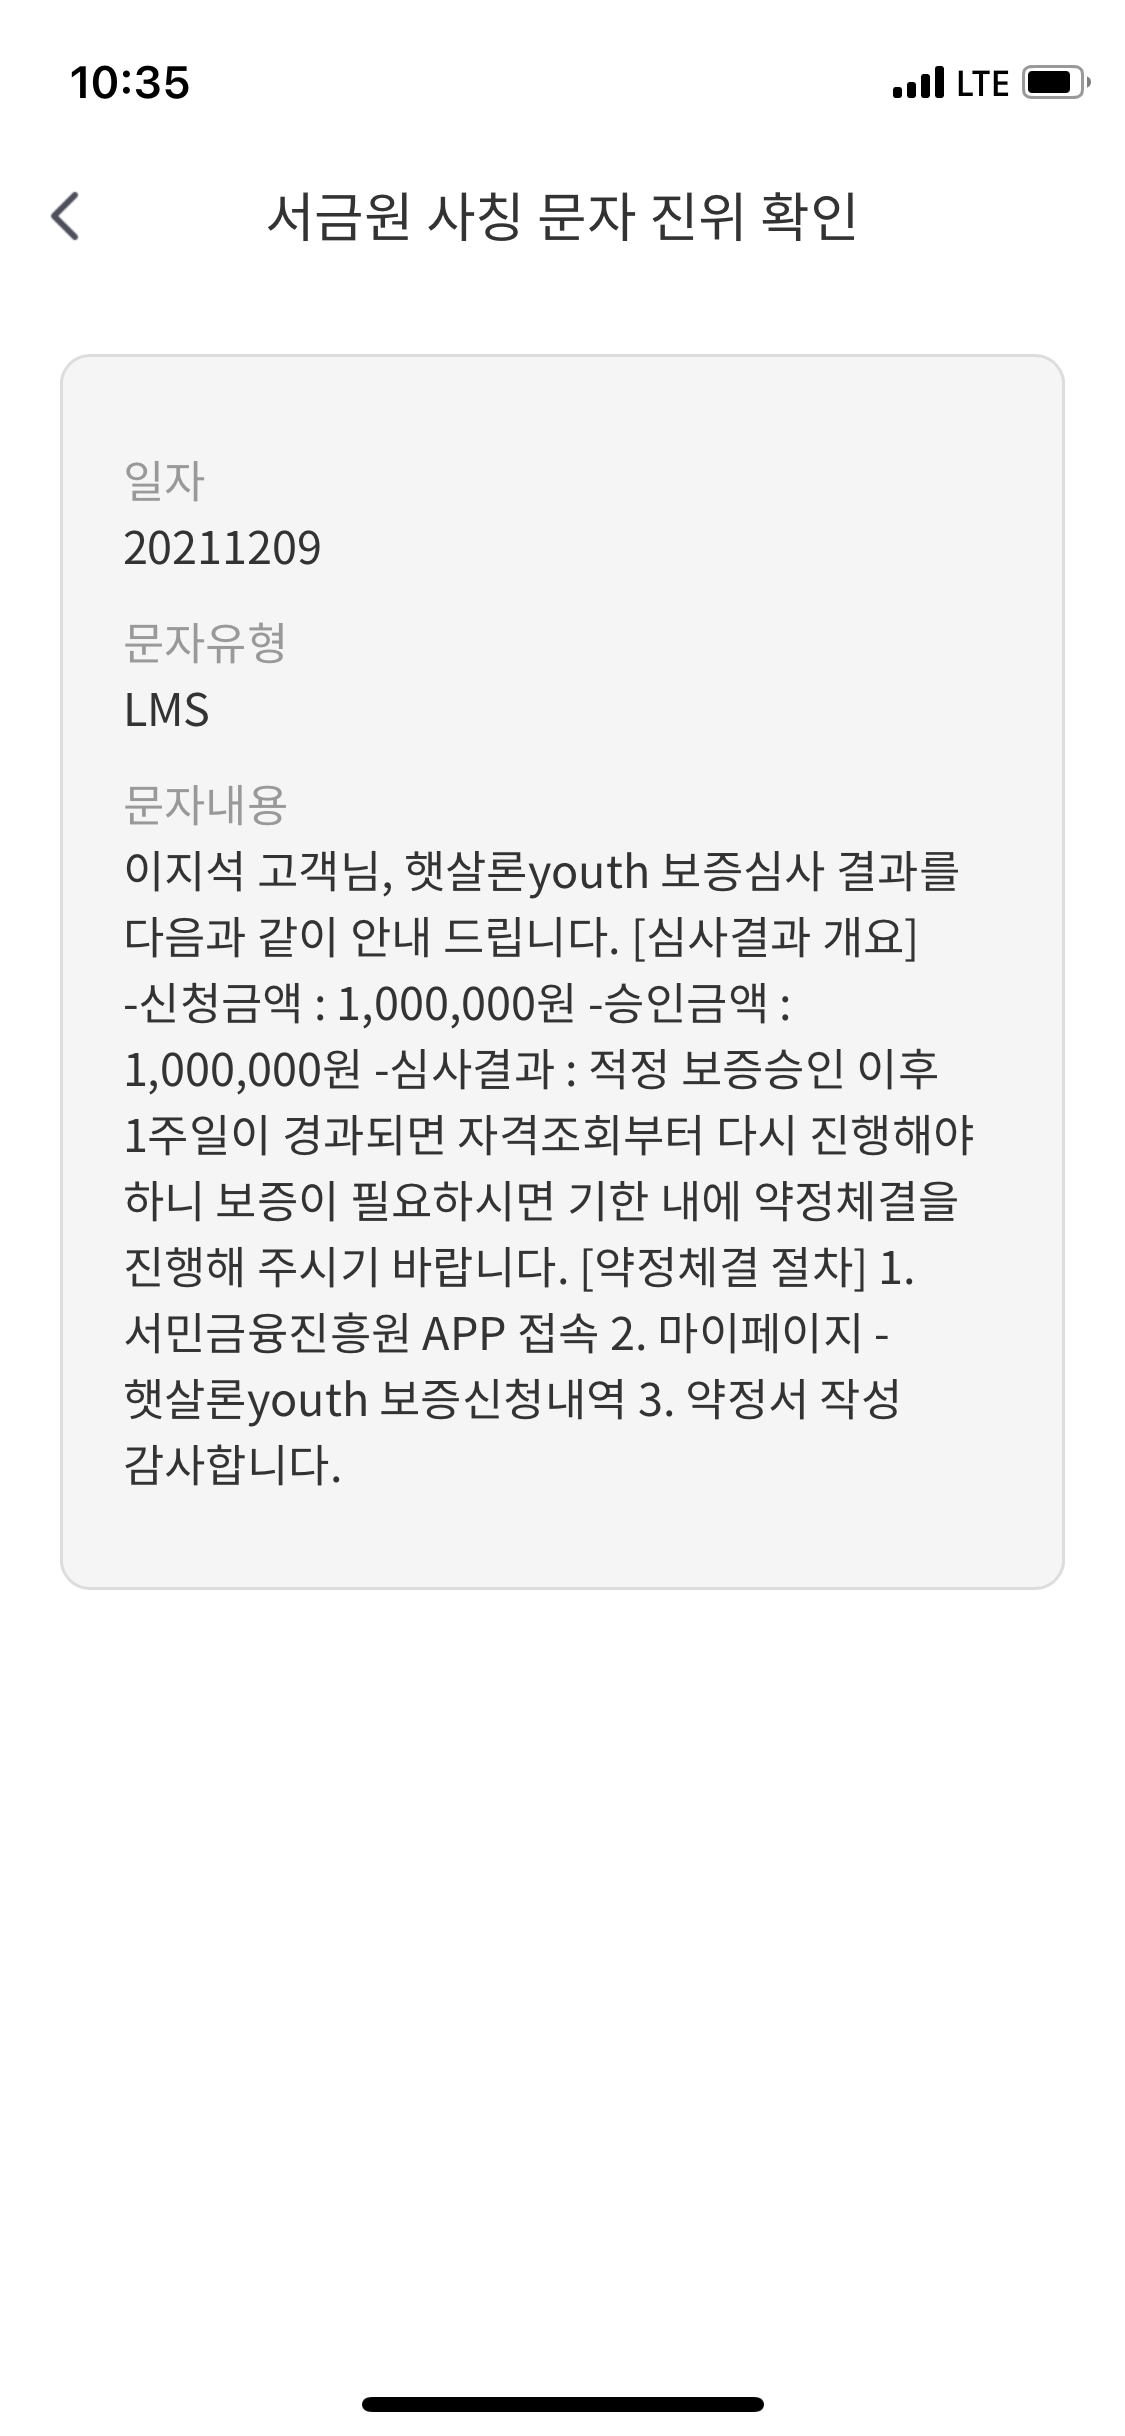 10:35
LTE
서금원 사칭 문자 진위 확인
일자
20211209
문자유형
LMS
문자내용
이지석 고객님, 햇살론youth 보증심사 결과를
다음과 같이 안내 드립니다. [심사결과 개요]
-신청금액 : 1,000,000원 -승인금액 :
1,000,000원 -심사결과 : 적정 보증승인 이후
1주일이 경과되면 자격조회부터 다시 진행해야
하니 보증이 필요하시면 기한 내에 약정체결을
진행해 주시기 바랍니다. [약정체결 절차] 1.
서민금융진흥원 APP 접속 2. 마이페이지 -
햇살론youth 보증신청내역 3. 약정서 작성
감사합니다.